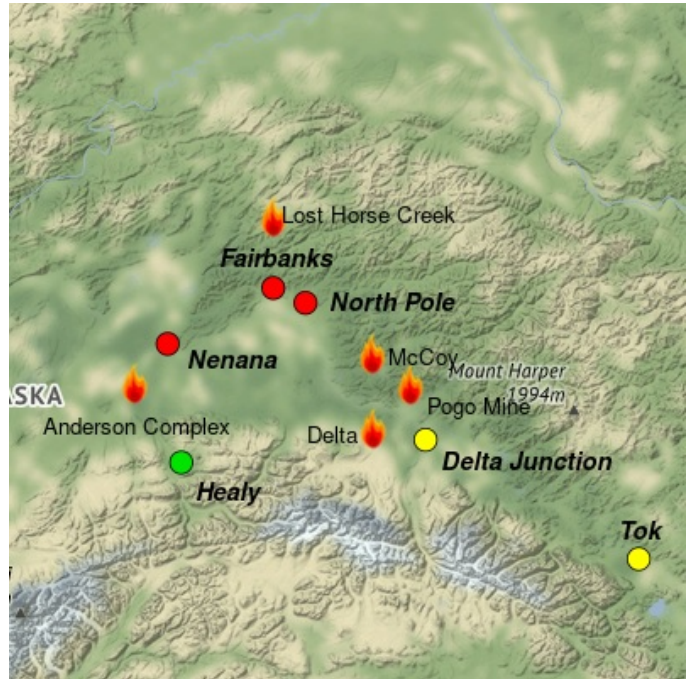 Lost Horse Creek
Fairbanks
North Pole
Nenana
McCoy
Mount Harper
1994m
ASKA
Pogo Mine
Anderson Complex
Delta
Delta Junction
Healy
Tok